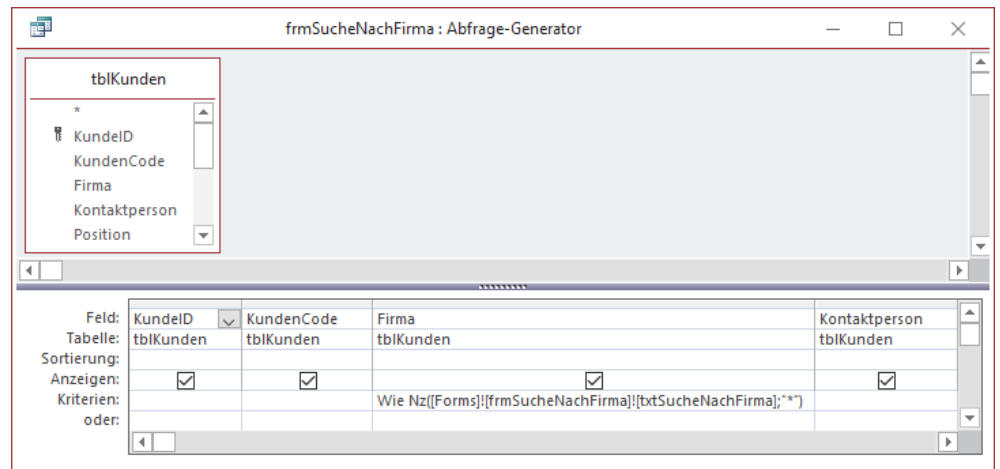 frmSucheNachFirma : Abfrage-Generator
tblKunden
*
KundeID
KundenCode
Firma
Kontaktperson
Position
Feld: KundeID KundenCode Firma Kontaktperson
Tabelle: tblKunden tblKunden tblKunden tblKunden
Sortierung:
Anzeigen:
Kriterien: Wie Nz([Forms]![frmSucheNachFirma]![txtSucheNachFirma];"*")
oder: